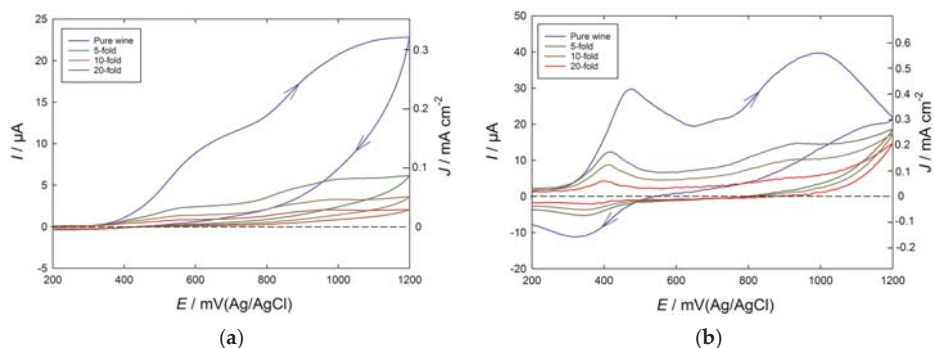 25
20
15
10
5
0
-5
I / μA
Pure wine
5-fold
10-fold
20-fold
0.3
0.2
0.1
0
J / mA cm-2
200 400 600 800 1000 1200
E / mV(Ag/AgCl)
(a)
50
40
30
20
10
0
-10
-20
I / μA
Pure wine
5-fold
10-fold
20-fold
0.6
0.5
0.4
0.3
0.2
0.1
0
-0.1
-0.2
J / mA cm-2
200 400 600 800 1000 1200
E / mV(Ag/AgCl)
(b)